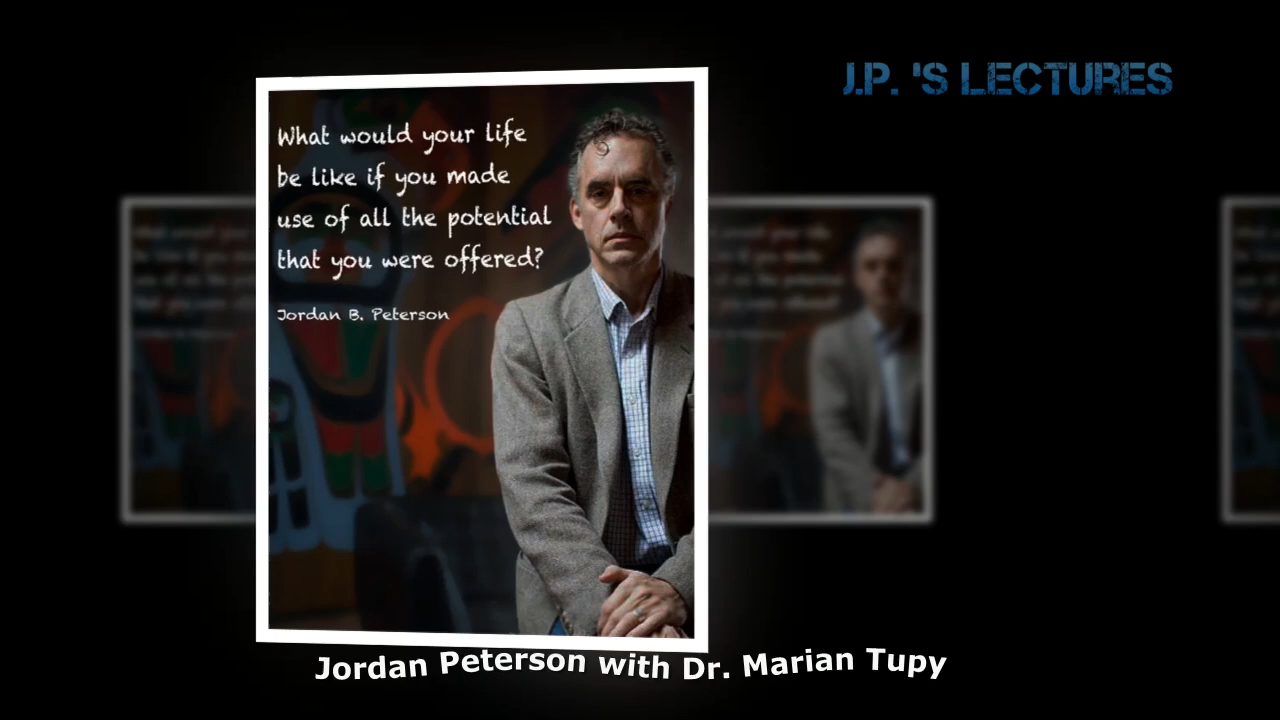 J.P. 'S LECTURES
What would your life
be like if you made
use of all the potential
that you were offered?
Jordan B. Peterson
Jordan Peterson with Dr. Marian Tupy